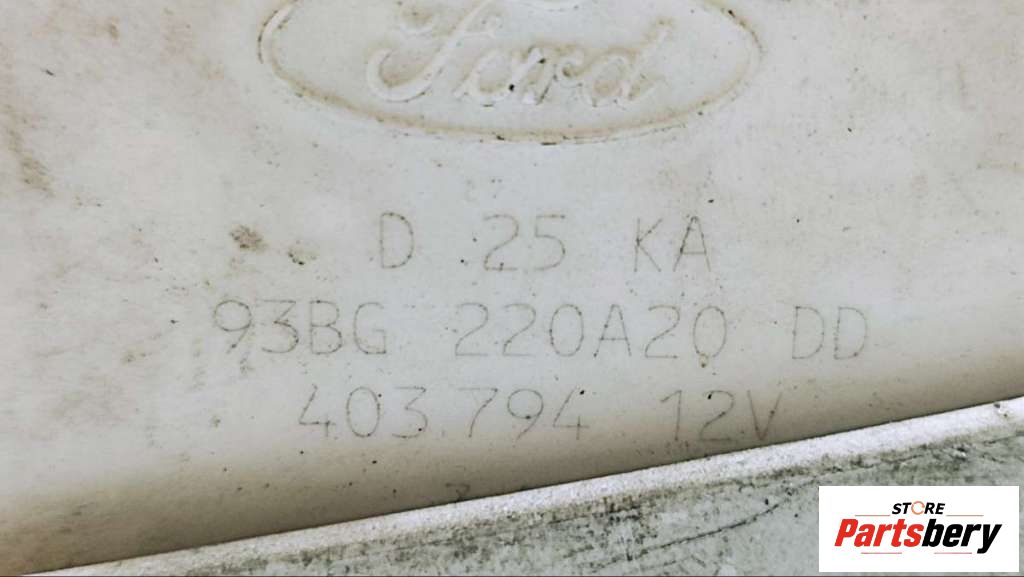 Ford
D 25 KA
93BG 220A20 DD
403.794 12V
STORE
Partsbery